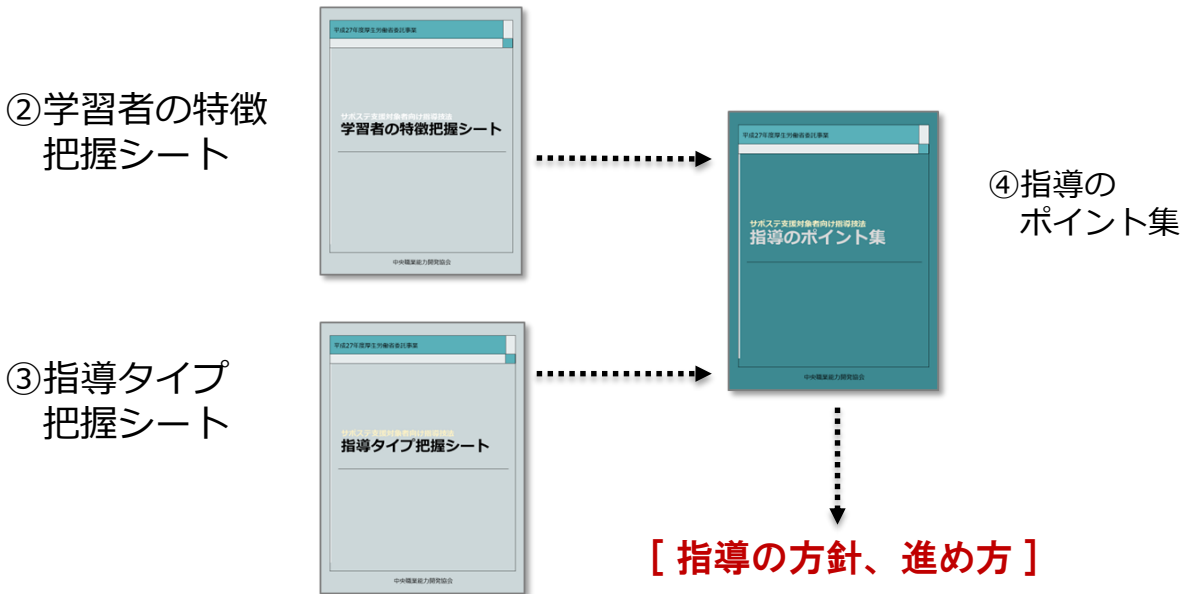 ②学習者の特徴
把握シート
平成27年度厚生労働省委託事業
サポステ支援対象者向け指導技法
学習者の特徴把握シート
中央職業能力開発協会
③指導タイプ
把握シート
平成27年度厚生労働省委託事業
サポステ支援対象者向け指導技法
指導タイプ把握シート
中央職業能力開発協会
平成27年度厚生労働省委託事業
サポステ支援対象者向け指導技法
指導のポイント集
中央職業能力開発協会
④指導の
ポイント集
[ 指導の方針、進め方 ]